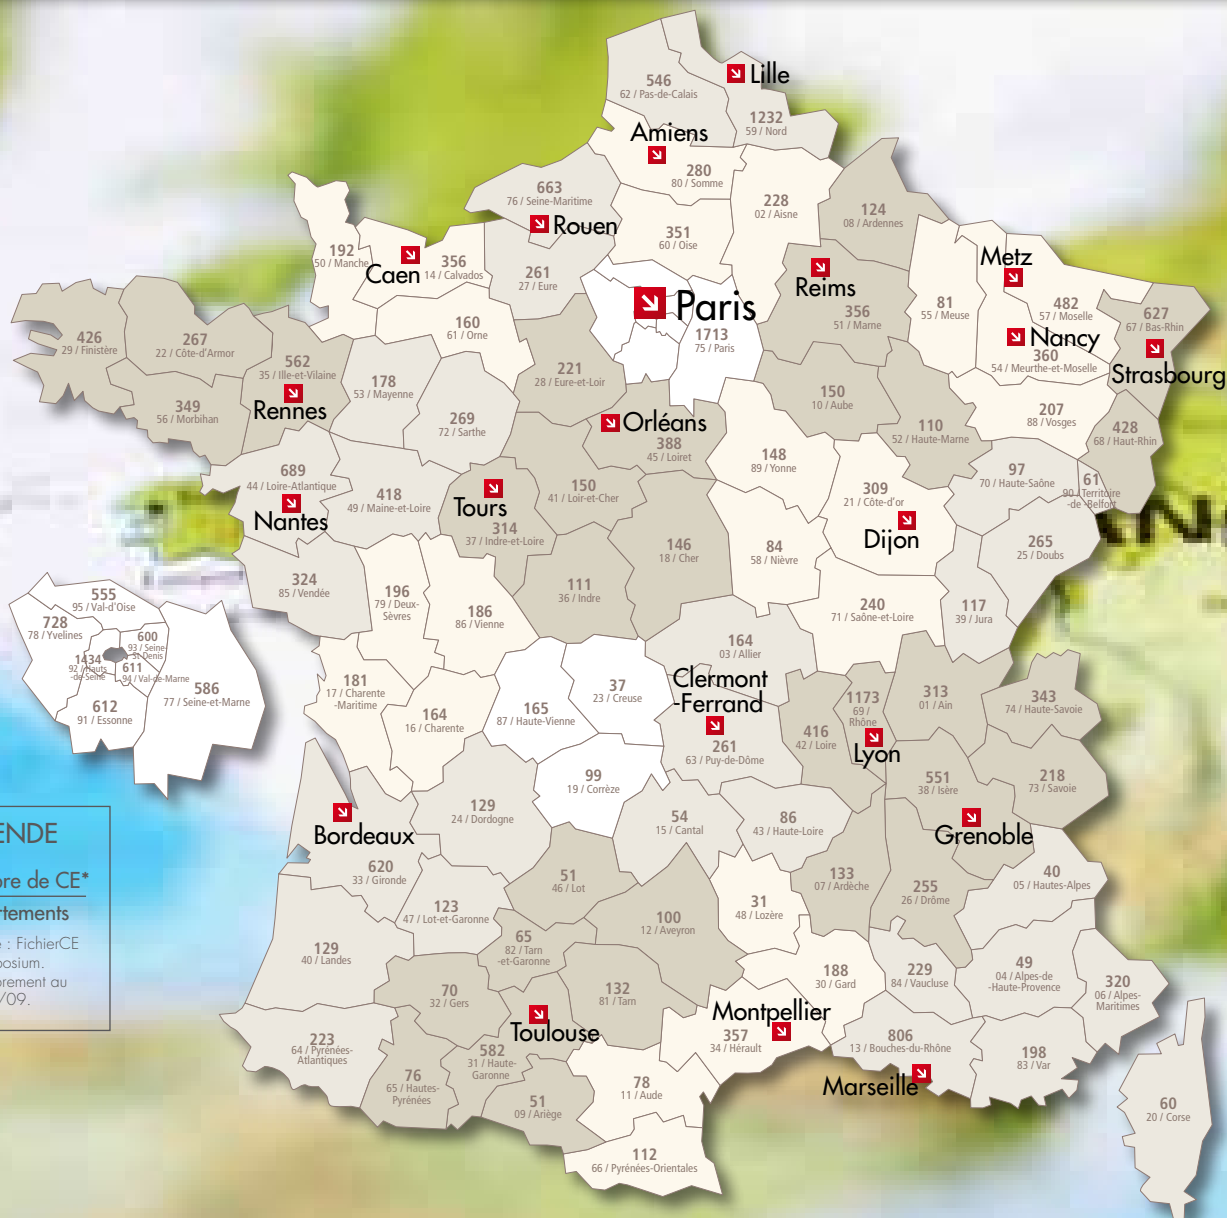 546
62 / Pas-de-Calais
Lille
1232
59 / Nord
Amiens
280
80 / Somme
663
76 / Seine-Maritime
Rouen
228
02 / Aisne
124
08 / Ardennes
351
60 / Oise
192
50 / Manche
Caen
356
14 / Calvados
261
27 / Eure
Paris
1713
75 / Paris
Reims
356
51 / Marne
81
55 / Meuse
Metz
482
57 / Moselle
Nancy
360
54 / Meurthe-et-Moselle
627
67 / Bas-Rhin
Strasbourg
426
29 / Finistère
267
22 / Côte-d'Armor
562
35 / Ille-et-Vilaine
Rennes
349
56 / Morbihan
160
61 / Orne
178
53 / Mayenne
269
72 / Sarthe
221
28 / Eure-et-Loir
Orléans
388
45 / Loiret
150
10 / Aube
110
52 / Haute-Marne
207
88 / Vosges
428
68 / Haut-Rhin
689
44 / Loire-Atlantique
Nantes
418
49 / Maine-et-Loire
Tours
314
37 / Indre-et-Loire
150
41 / Loir-et-Cher
148
89 / Yonne
309
21 / Côte-d'or
Dijon
97
70 / Haute-Saône
61
90 / Territoire
-de -Belfort
265
25 / Doubs
324
85 / Vendée
196
79 / Deux-
Sèvres
186
86 / Vienne
111
36 / Indre
146
18 / Cher
84
58 / Nièvre
240
71 / Saône-et-Loire
117
39 / Jura
555
95 / Val-d'Oise
728
78 / Yvelines
600
93 / Seine-
St-Denis
1434
92 / Hauts
-de-Seine
611
94 / Val-de-Marne
612
91 / Essonne
586
77 / Seine-et-Marne
181
17 / Charente
-Maritime
164
16 / Charente
165
87 / Haute-Vienne
37
23 / Creuse
164
03 / Allier
Clermont
-Ferrand
261
63 / Puy-de-Dôme
416
42 / Loire
1173
69 /
Rhône
Lyon
313
01 / Ain
343
74 / Haute-Savoie
99
19 / Corrèze
551
38 / Isère
Grenoble
218
73 / Savoie
Bordeaux
620
33 / Gironde
129
24 / Dordogne
54
15 / Cantal
86
43 / Haute-Loire
133
07 / Ardèche
255
26 / Drôme
40
05 / Hautes-Alpes
ENDE
bre de CE*
rtements
e : FichierCE
posium.
brement au
/09.
129
40 / Landes
123
47 / Lot-et-Garonne
51
46 / Lot
65
82 / Tarn
-et-Garonne
100
12 / Aveyron
31
48 / Lozère
188
30 / Gard
229
84 / Vaucluse
49
04 / Alpes-de
-Haute-Provence
320
06 / Alpes-
Maritimes
70
32 / Gers
132
81 / Tarn
Toulouse
582
31 / Haute-
Garonne
Montpellier
357
34 / Hérault
806
13 / Bouches-du-Rhône
Marseille
198
83 / Var
223
64 / Pyrénées-
Atlantiques
76
65 / Hautes-
Pyrénées
51
09 / Ariège
78
11 / Aude
112
66 / Pyrénées-Orientales
60
20 / Corse